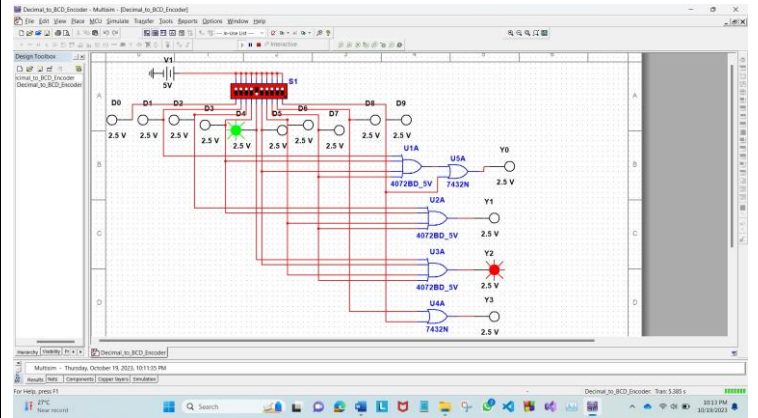 Decimal_to_BCD_Encoder - Multisim - [Decimal_to_BCD_Encoder]
File Edit View Place MCU Simulate Transfer Tools Reports Options Window Help
Interactive
Design Toolbox
Decimal_to_BCD_Encoder
V1
5V
S1
D0 D1 D2 D3 D4 D5 D6 D7 D8 D9
2.5 V 2.5 V 2.5 V 2.5 V 2.5 V 2.5 V 2.5 V 2.5 V 2.5 V 2.5 V
A A
U1A
U5A
Y0
B B
4072BD_5V 7432N
2.5 V
U2A Y1
C C
4072BD_5V
2.5 V
U3A Y2
4072BD_5V
2.5 V
U4A Y3
D D
7432N
2.5 V
Hierarchy Visibility
Decimal_to_BCD_Encoder
Multisim - Thursday, October 19, 2023, 10:11:35 PM
Results Nets Components Copper layers Simulation
For Help, press F1
Decimal_to_BCD_Encoder: Tran: 5.385 s
27°C
Near record
Search
10:13 PM
10/19/2023